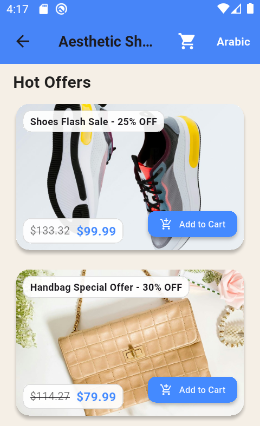 4:17
Aesthetic Sh...
Arabic
Hot Offers
Shoes Flash Sale - 25% OFF
$133.32 $99.99
Add to Cart
Handbag Special Offer - 30% OFF
$114.27 $79.99
Add to Cart